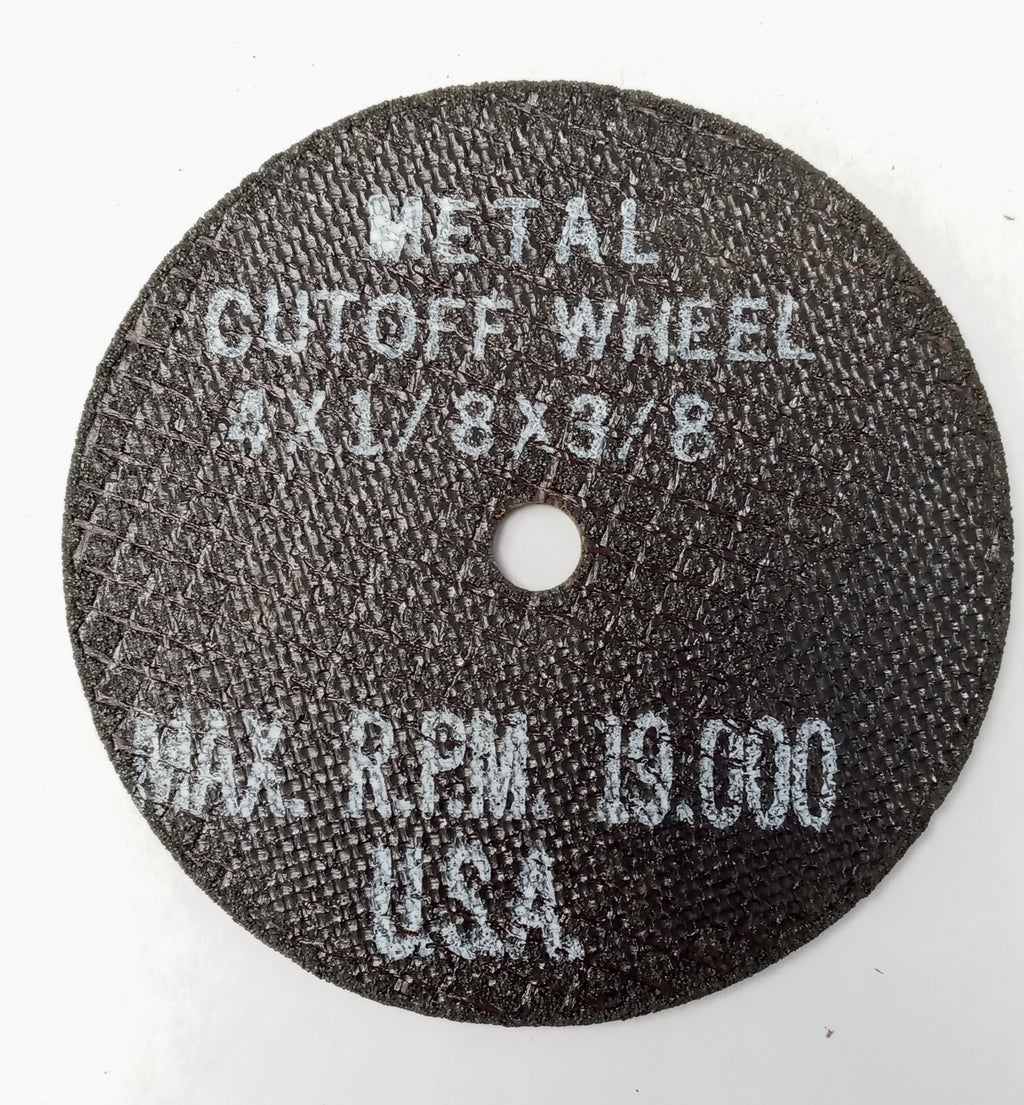 METAL
CUTOFF WHEEL
4X1/8X3/8
MAX. R.P.M. 19.000
U.S.A.